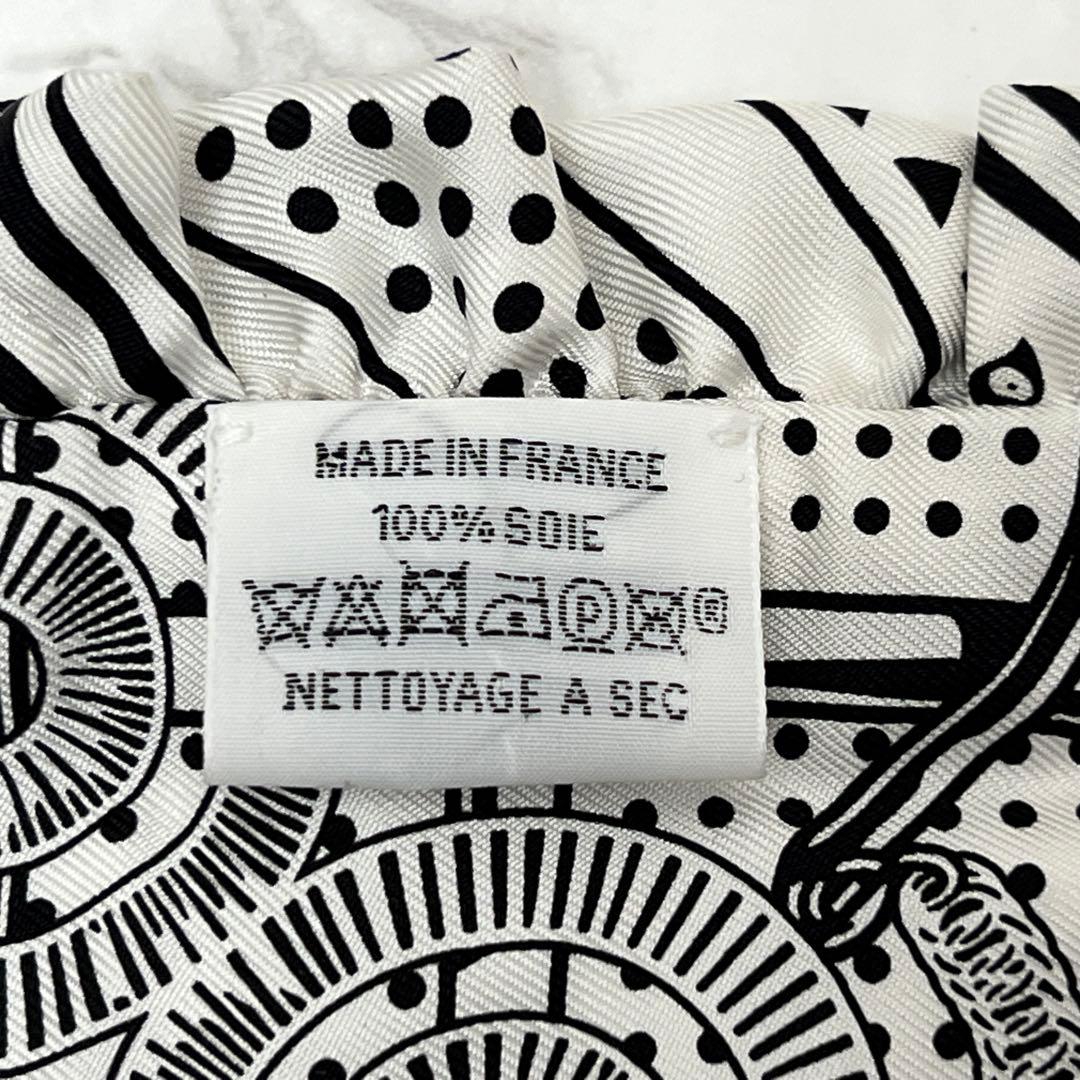 MADE IN FRANCE
100% SOIE
P ®
NETTOYAGE A SEC